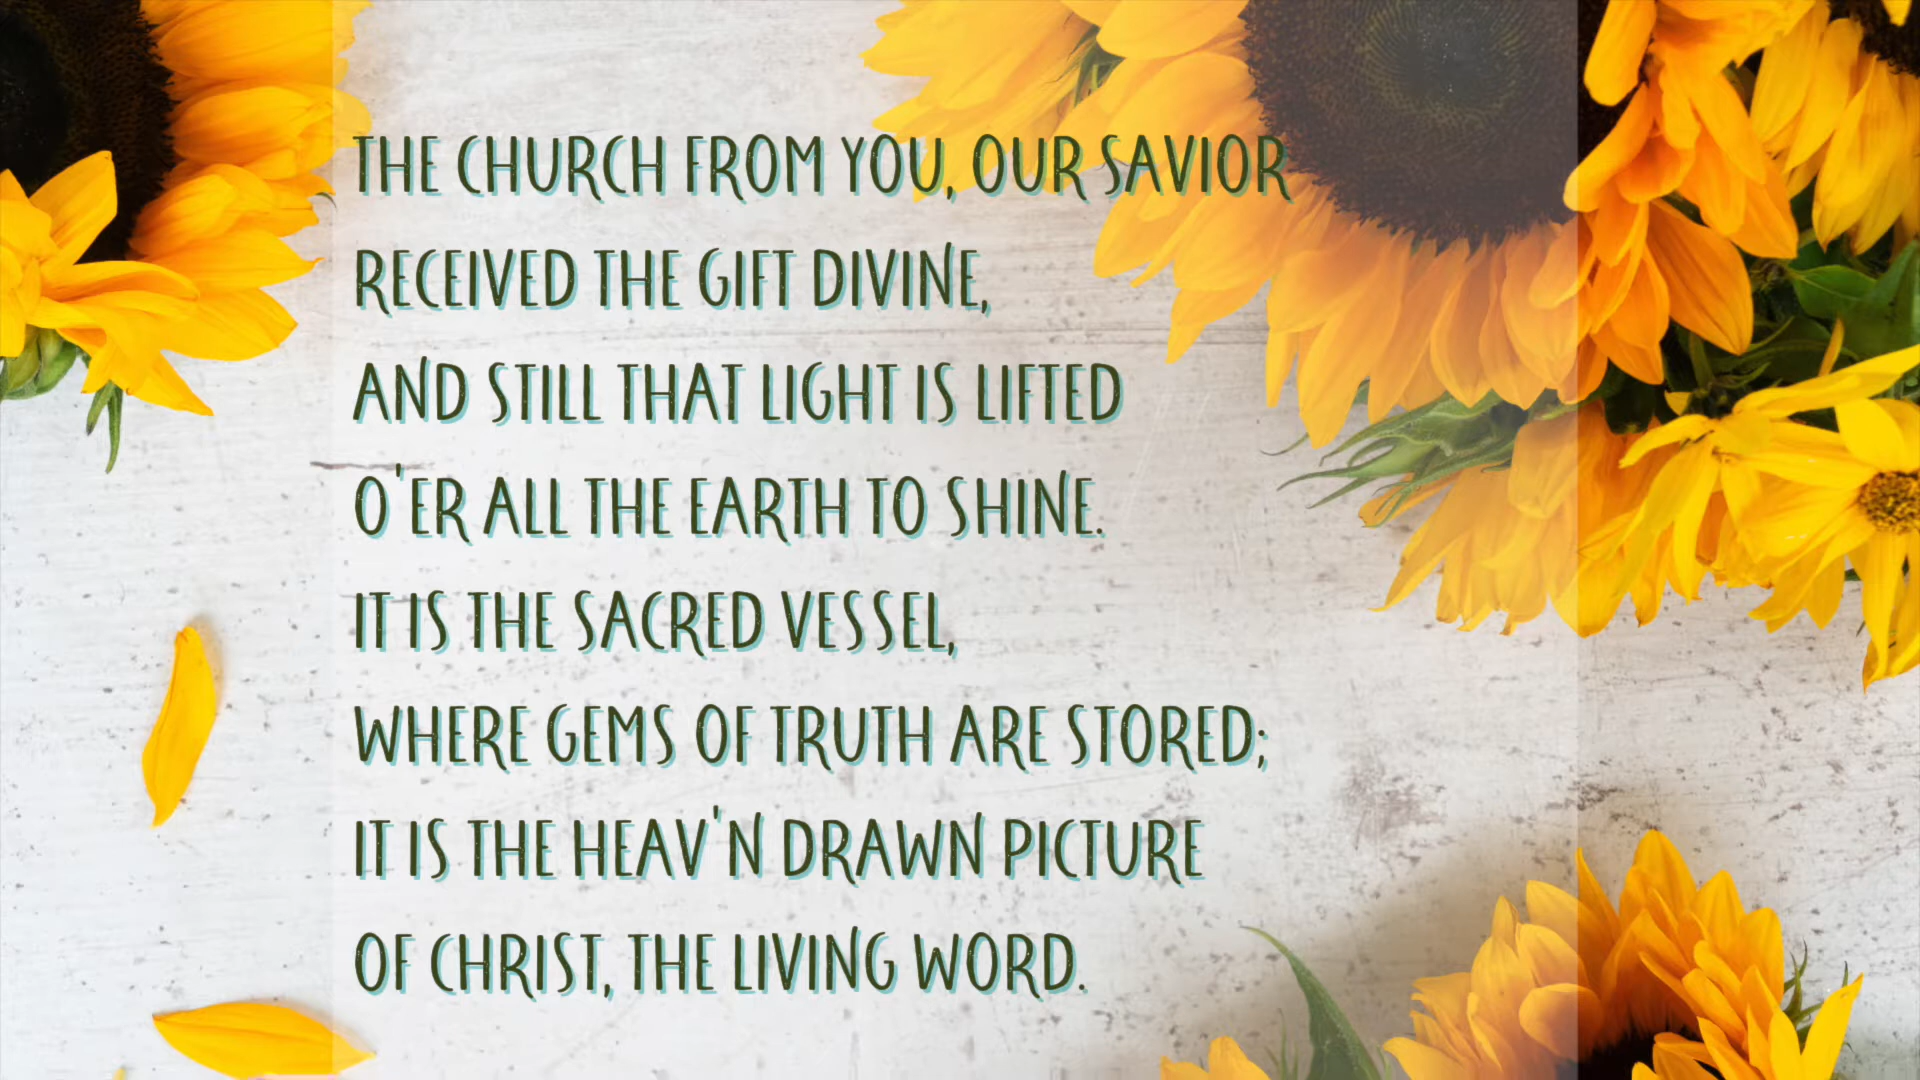 THE CHURCH FROM YOU, OUR SAVIOR
RECEIVED THE GIFT DIVINE,
AND STILL THAT LIGHT IS LIFTED
O'ER ALL THE EARTH TO SHINE.
IT IS THE SACRED VESSEL,
WHERE GEMS OF TRUTH ARE STORED;
IT IS THE HEAV'N DRAWN PICTURE
OF CHRIST, THE LIVING WORD.